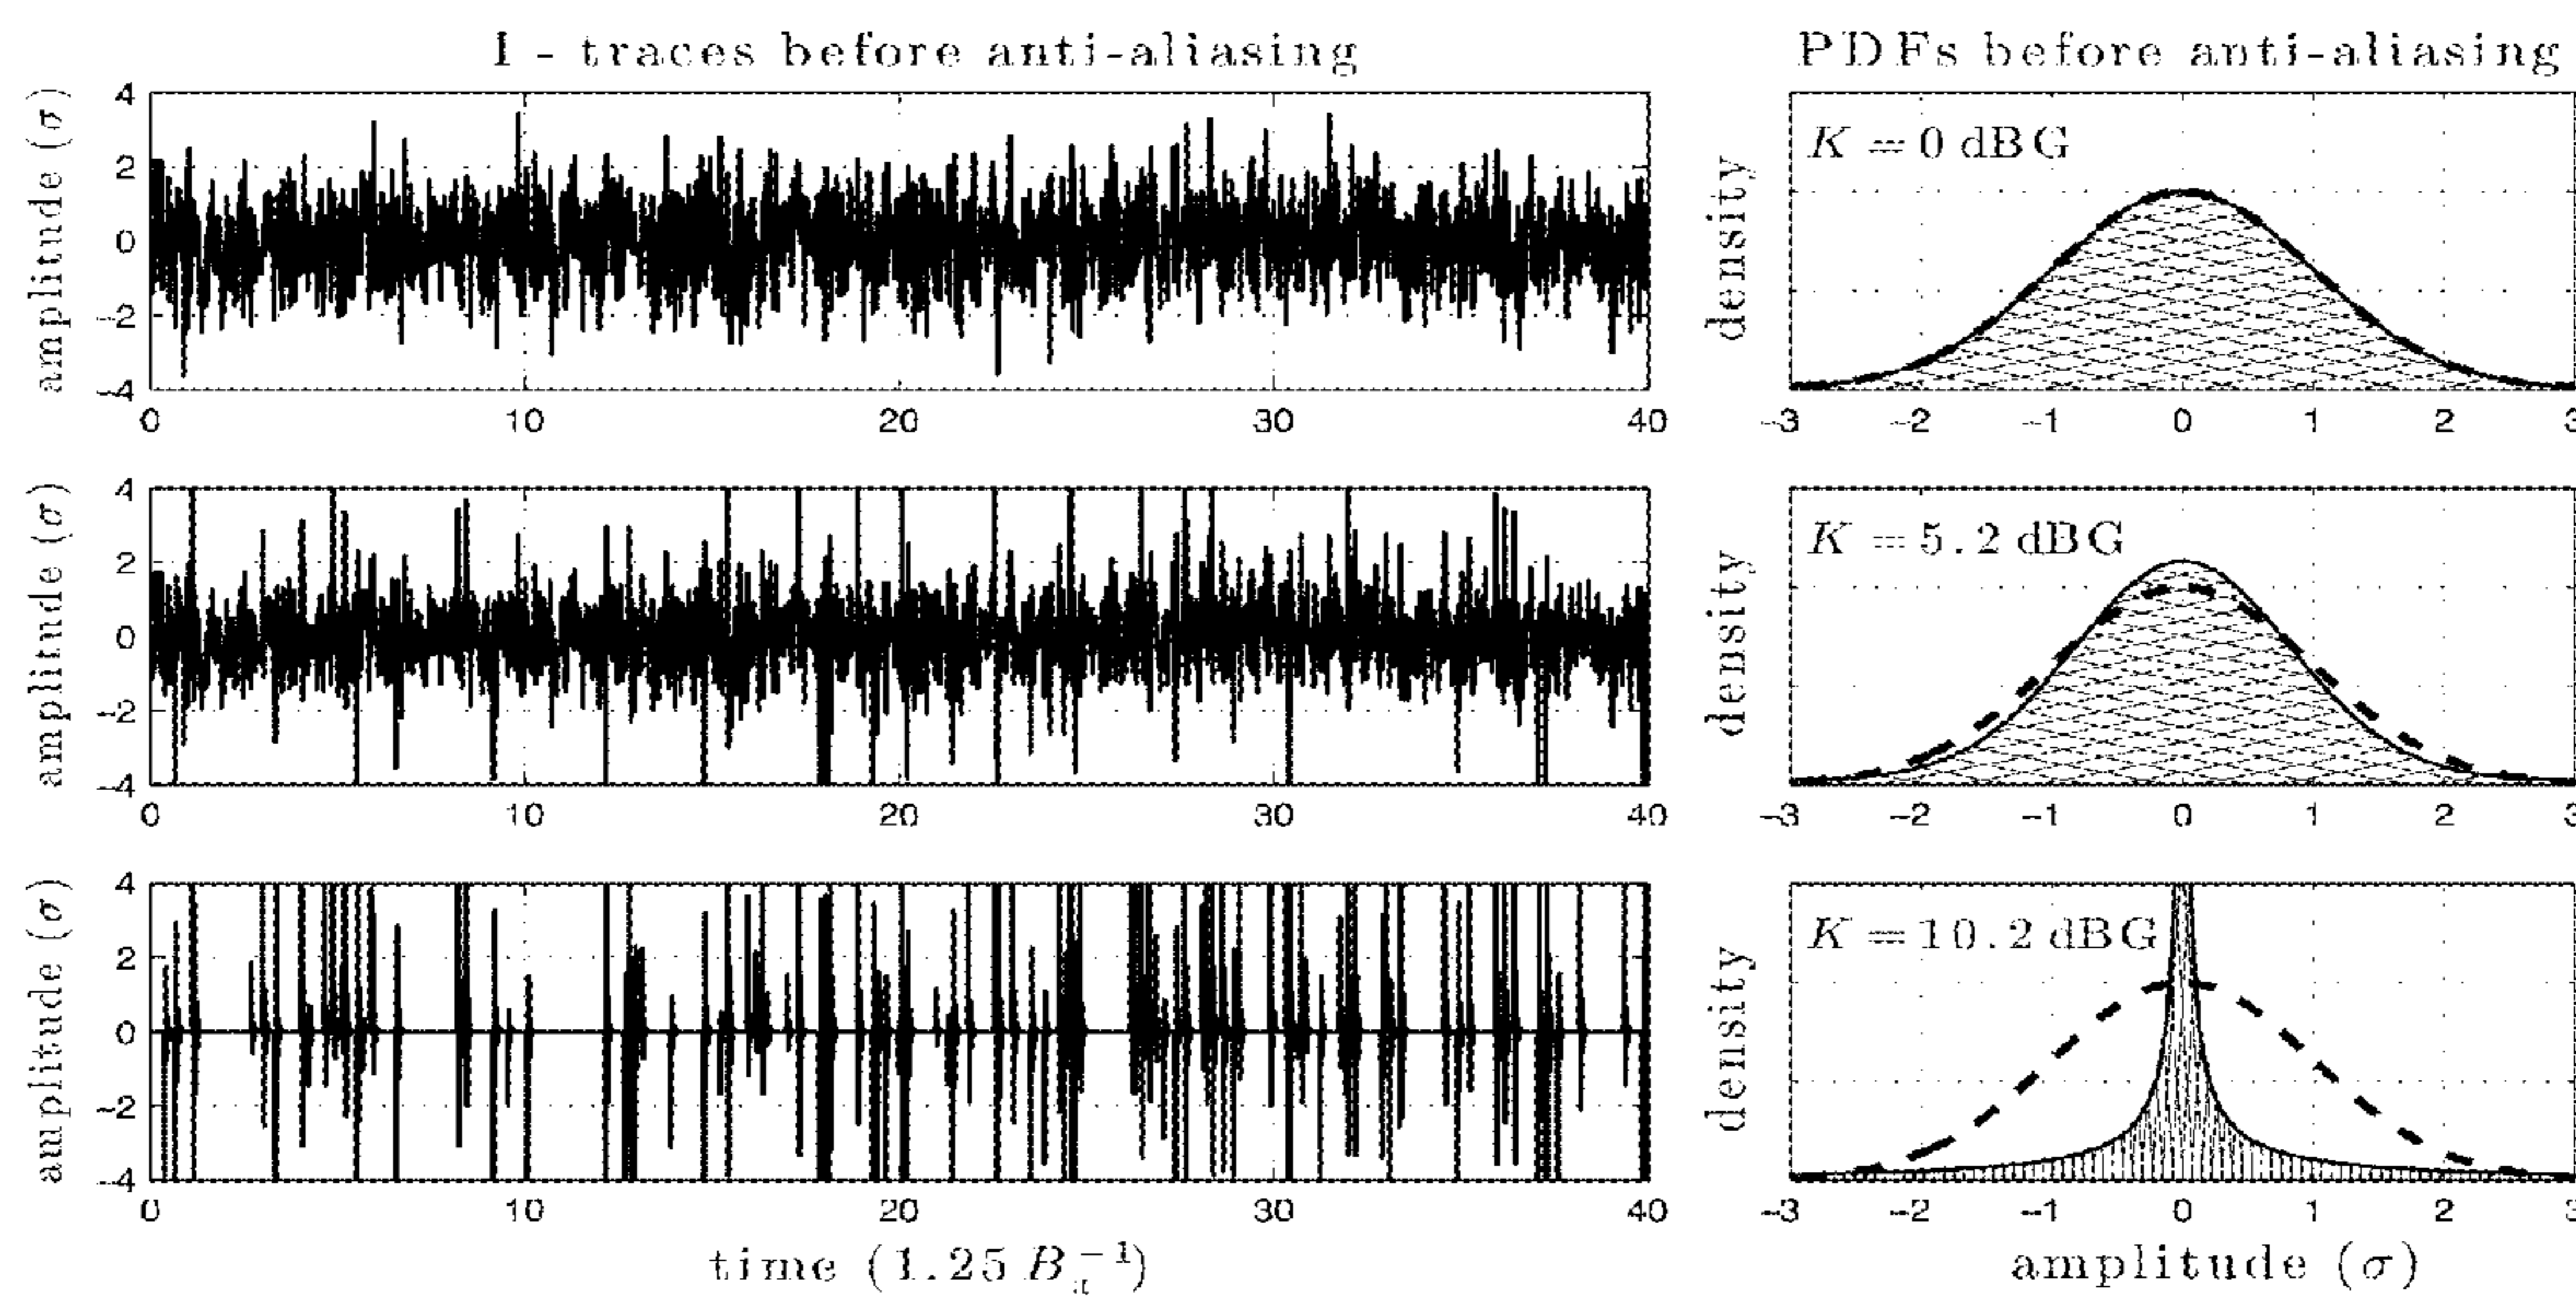 I - traces before anti-aliasing
PDFs before anti-aliasing
amplitude (σ)
4
2
0
-2
-4
0 10 20 30 40
density
K = 0 dBG
-3 -2 -1 0 1 2 3
amplitude (σ)
4
2
0
-2
-4
0 10 20 30 40
density
K = 5.2 dBG
-3 -2 -1 0 1 2 3
amplitude (σ)
4
2
0
-2
-4
0 10 20 30 40
time (1.25 B⁻¹)
density
K = 10.2 dBG
-3 -2 -1 0 1 2 3
amplitude (σ)